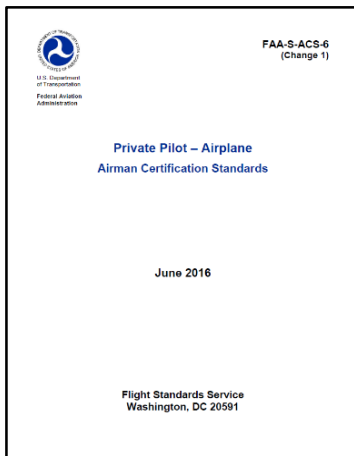 FAA-S-ACS-6
(Change 1)
U.S. Department
of Transportation
Federal Aviation
Administration
Private Pilot – Airplane
Airman Certification Standards
June 2016
Flight Standards Service
Washington, DC 20591